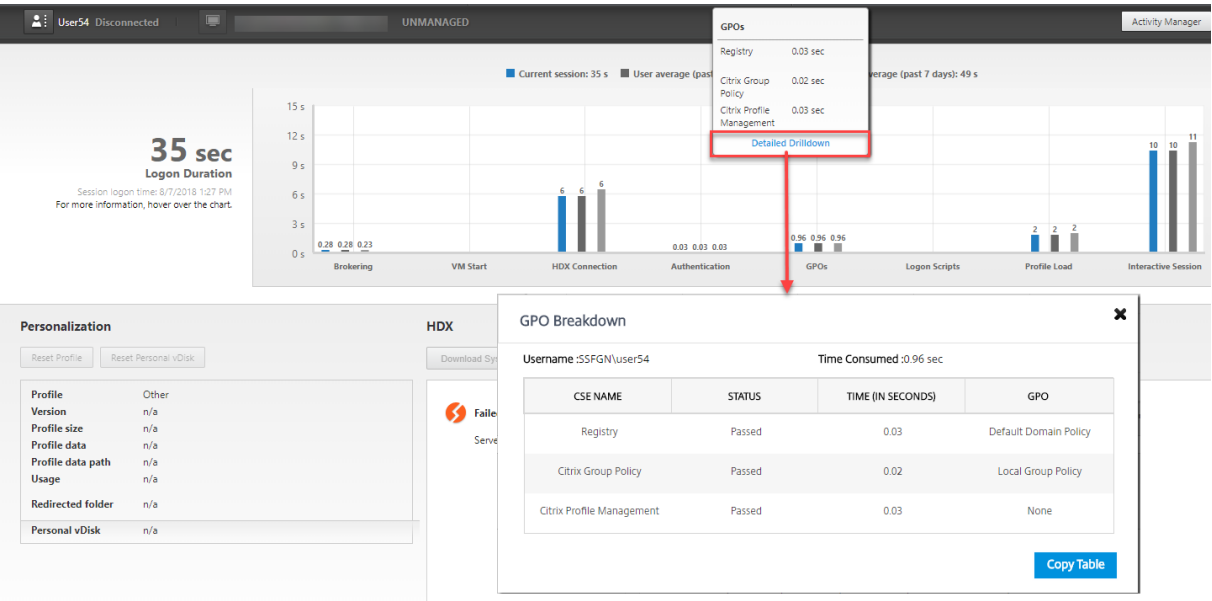 User54 Disconnected
UNMANAGED
Activity Manager
GPOs
Registry 0.03 sec
Citrix Group 0.02 sec
Policy
Citrix Profile 0.03 sec
Management
Detailed Drilldown
Current session: 35 s User average (past
(past 7 days): 49 s
35 sec
Logon Duration
Session logon time: 8/7/2018 1:27 PM
For more information, hover over the chart.
15 s
12 s
9 s
6 s
3 s
0 s
0.28 0.28 0.23
6 6 6
0.03 0.03 0.03
0.96 0.96 0.96
2 2 2
10 10 11
Brokering VM Start HDX Connection Authentication GPOs Logon Scripts Profile Load Interactive Session
Personalization
Reset Profile Reset Personal vDisk
Profile Other
Version n/a
Profile size n/a
Profile data n/a
Profile data path n/a
Usage n/a
Redirected folder n/a
Personal vDisk n/a
HDX
Download
GPO Breakdown
Username :SSFGN\user54 Time Consumed :0.96 sec
CSE NAME STATUS TIME (IN SECONDS) GPO
Registry Passed 0.03 Default Domain Policy
Citrix Group Policy Passed 0.02 Local Group Policy
Citrix Profile Management Passed 0.03 None
Copy Table